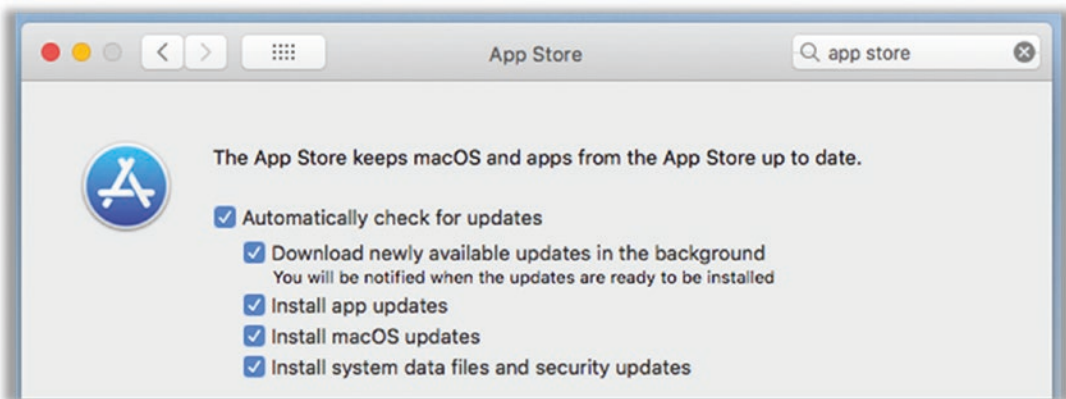 App Store
app store
The App Store keeps macOS and apps from the App Store up to date.
Automatically check for updates
Download newly available updates in the background
You will be notified when the updates are ready to be installed
Install app updates
Install macOS updates
Install system data files and security updates